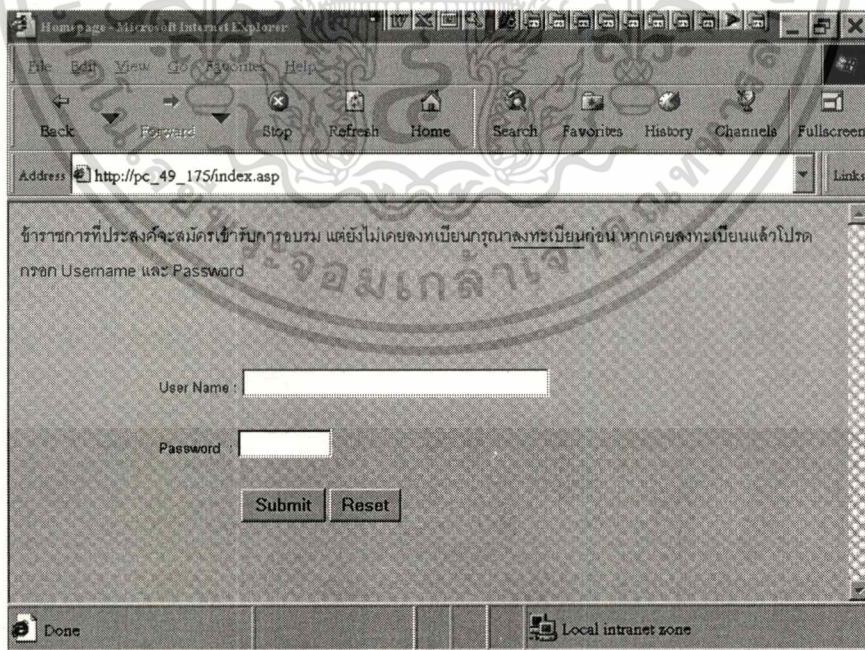 Homepage - Microsoft Internet Explorer
File Edit View Go Favorites Help
Back Forward Stop Refresh Home Search Favorites History Channels Fullscreen
Address http://pc_49_175/index.asp Links
ข้าราชการที่ประสงค์จะสมัครเข้ารับการอบรม แต่ยังไม่เคยลงทเบียนกรุณาลงทะเบียนก่อน หากเคยลงทะเบียนแล้วโปรด
กรอก Username และ Password
User Name :
Password :
Submit Reset
Done Local intranet zone